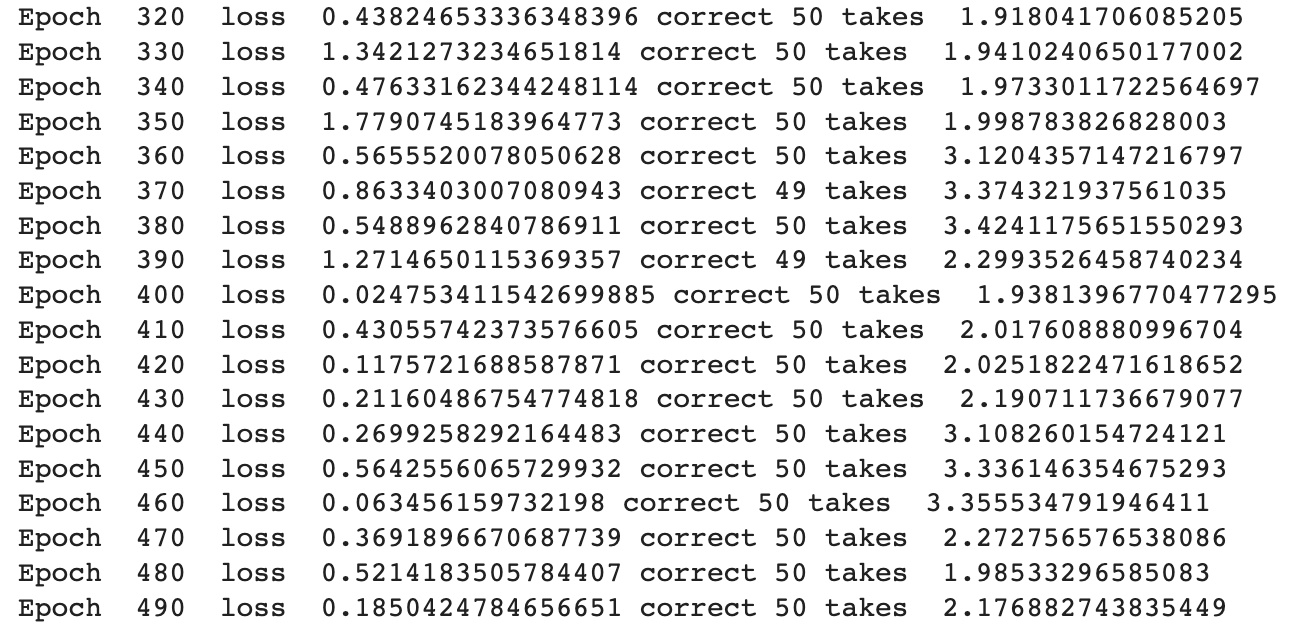 Epoch 320 loss 0.43824653336348396 correct 50 takes 1.918041706085205
Epoch 330 loss 1.3421273234651814 correct 50 takes 1.9410240650177002
Epoch 340 loss 0.47633162344248114 correct 50 takes 1.9733011722564697
Epoch 350 loss 1.7790745183964773 correct 50 takes 1.998783826828003
Epoch 360 loss 0.5655520078050628 correct 50 takes 3.1204357147216797
Epoch 370 loss 0.8633403007080943 correct 49 takes 3.374321937561035
Epoch 380 loss 0.5488962840786911 correct 50 takes 3.4241175651550293
Epoch 390 loss 1.2714650115369357 correct 49 takes 2.2993526458740234
Epoch 400 loss 0.024753411542699885 correct 50 takes 1.9381396770477295
Epoch 410 loss 0.43055742373576605 correct 50 takes 2.017608880996704
Epoch 420 loss 0.1175721688587871 correct 50 takes 2.0251822471618652
Epoch 430 loss 0.21160486754774818 correct 50 takes 2.190711736679077
Epoch 440 loss 0.2699258292164483 correct 50 takes 3.108260154724121
Epoch 450 loss 0.5642556065729932 correct 50 takes 3.336146354675293
Epoch 460 loss 0.063456159732198 correct 50 takes 3.355534791946411
Epoch 470 loss 0.3691896670687739 correct 50 takes 2.272756576538086
Epoch 480 loss 0.5214183505784407 correct 50 takes 1.98533296585083
Epoch 490 loss 0.1850424784656651 correct 50 takes 2.176882743835449